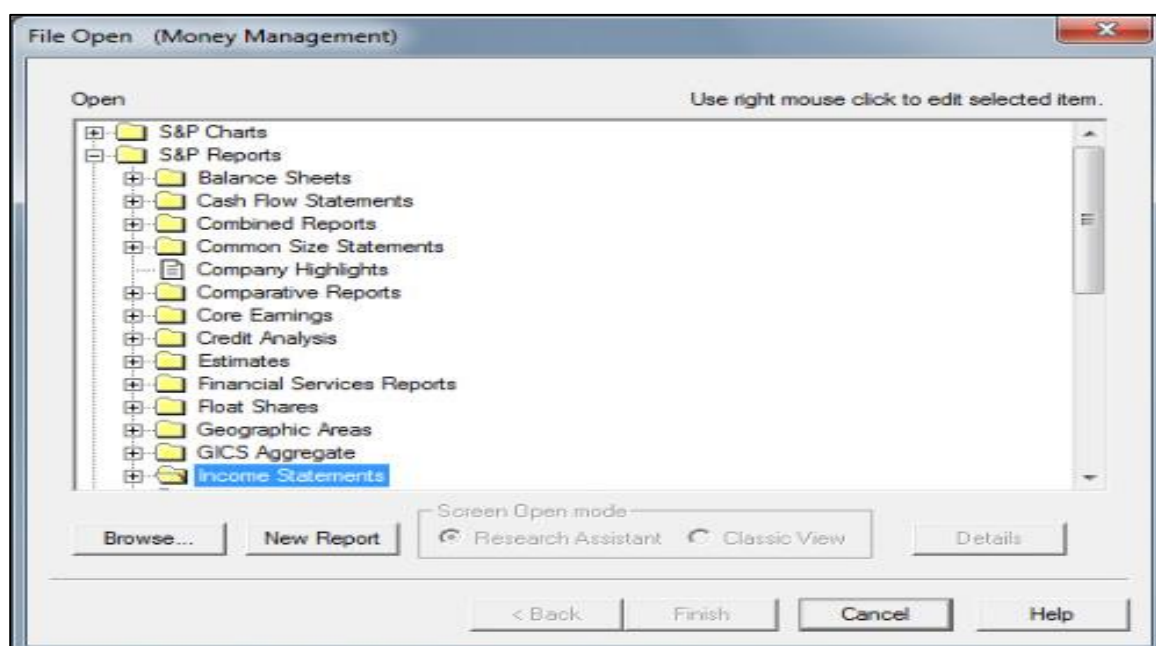 File Open (Money Management)
Open Use right mouse click to edit selected item.
S&P Charts
S&P Reports
Balance Sheets
Cash Flow Statements
Combined Reports
Common Size Statements
Company Highlights
Comparative Reports
Core Earnings
Credit Analysis
Estimates
Financial Services Reports
Float Shares
Geographic Areas
GICS Aggregate
Income Statements
Screen Open mode
Browse... New Report Research Assistant Classic View Details
< Back Finish Cancel Help